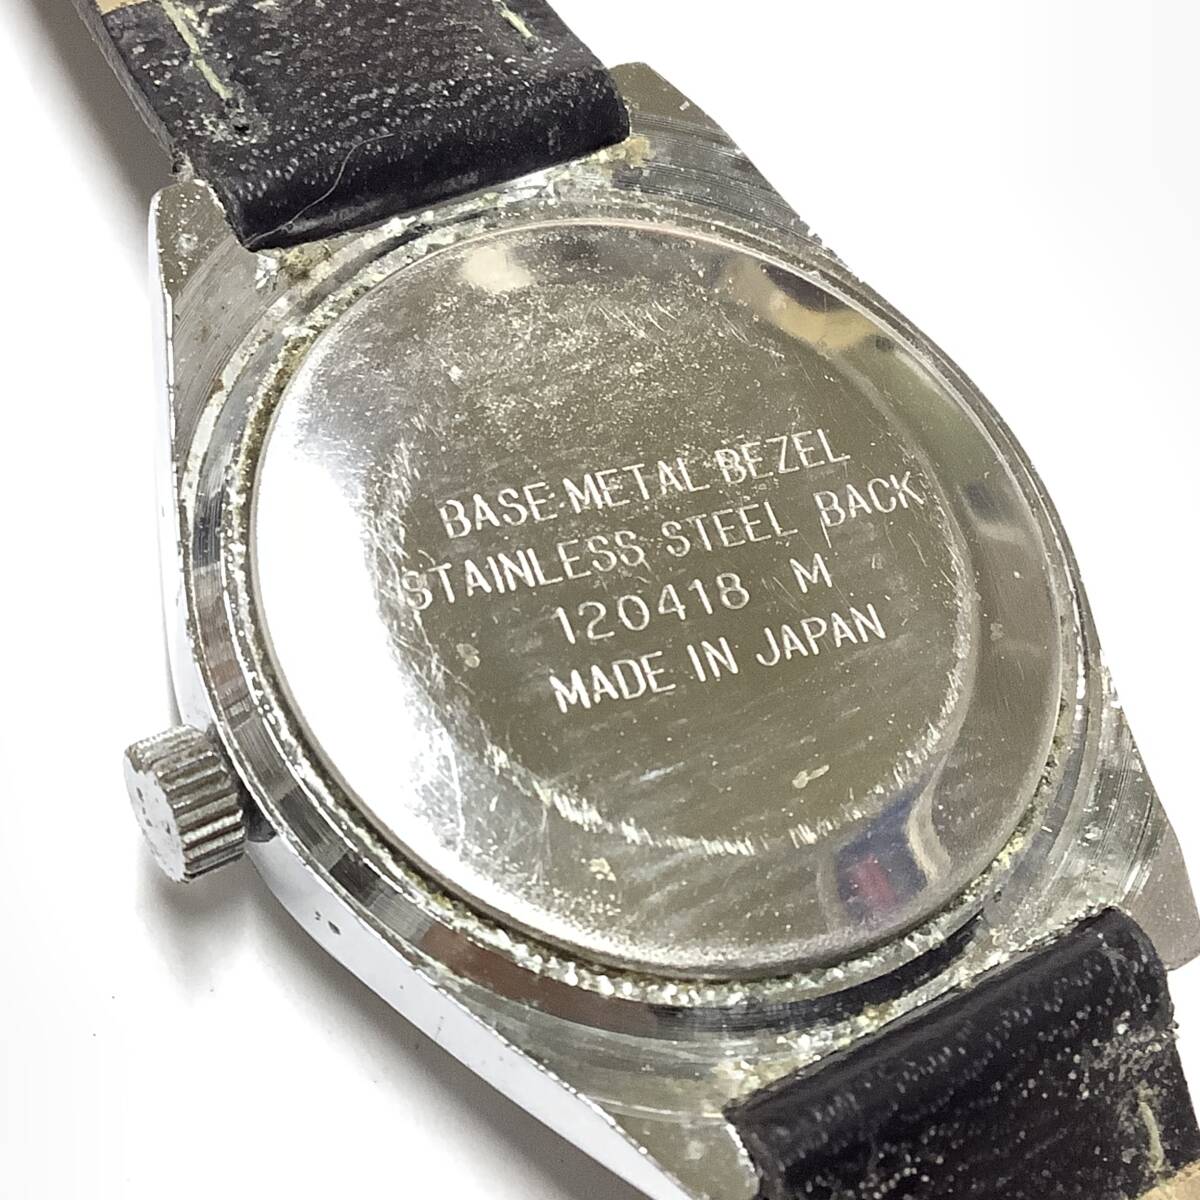 BASE METAL BEZEL
STAINLESS STEEL BACK
120418 M
MADE IN JAPAN